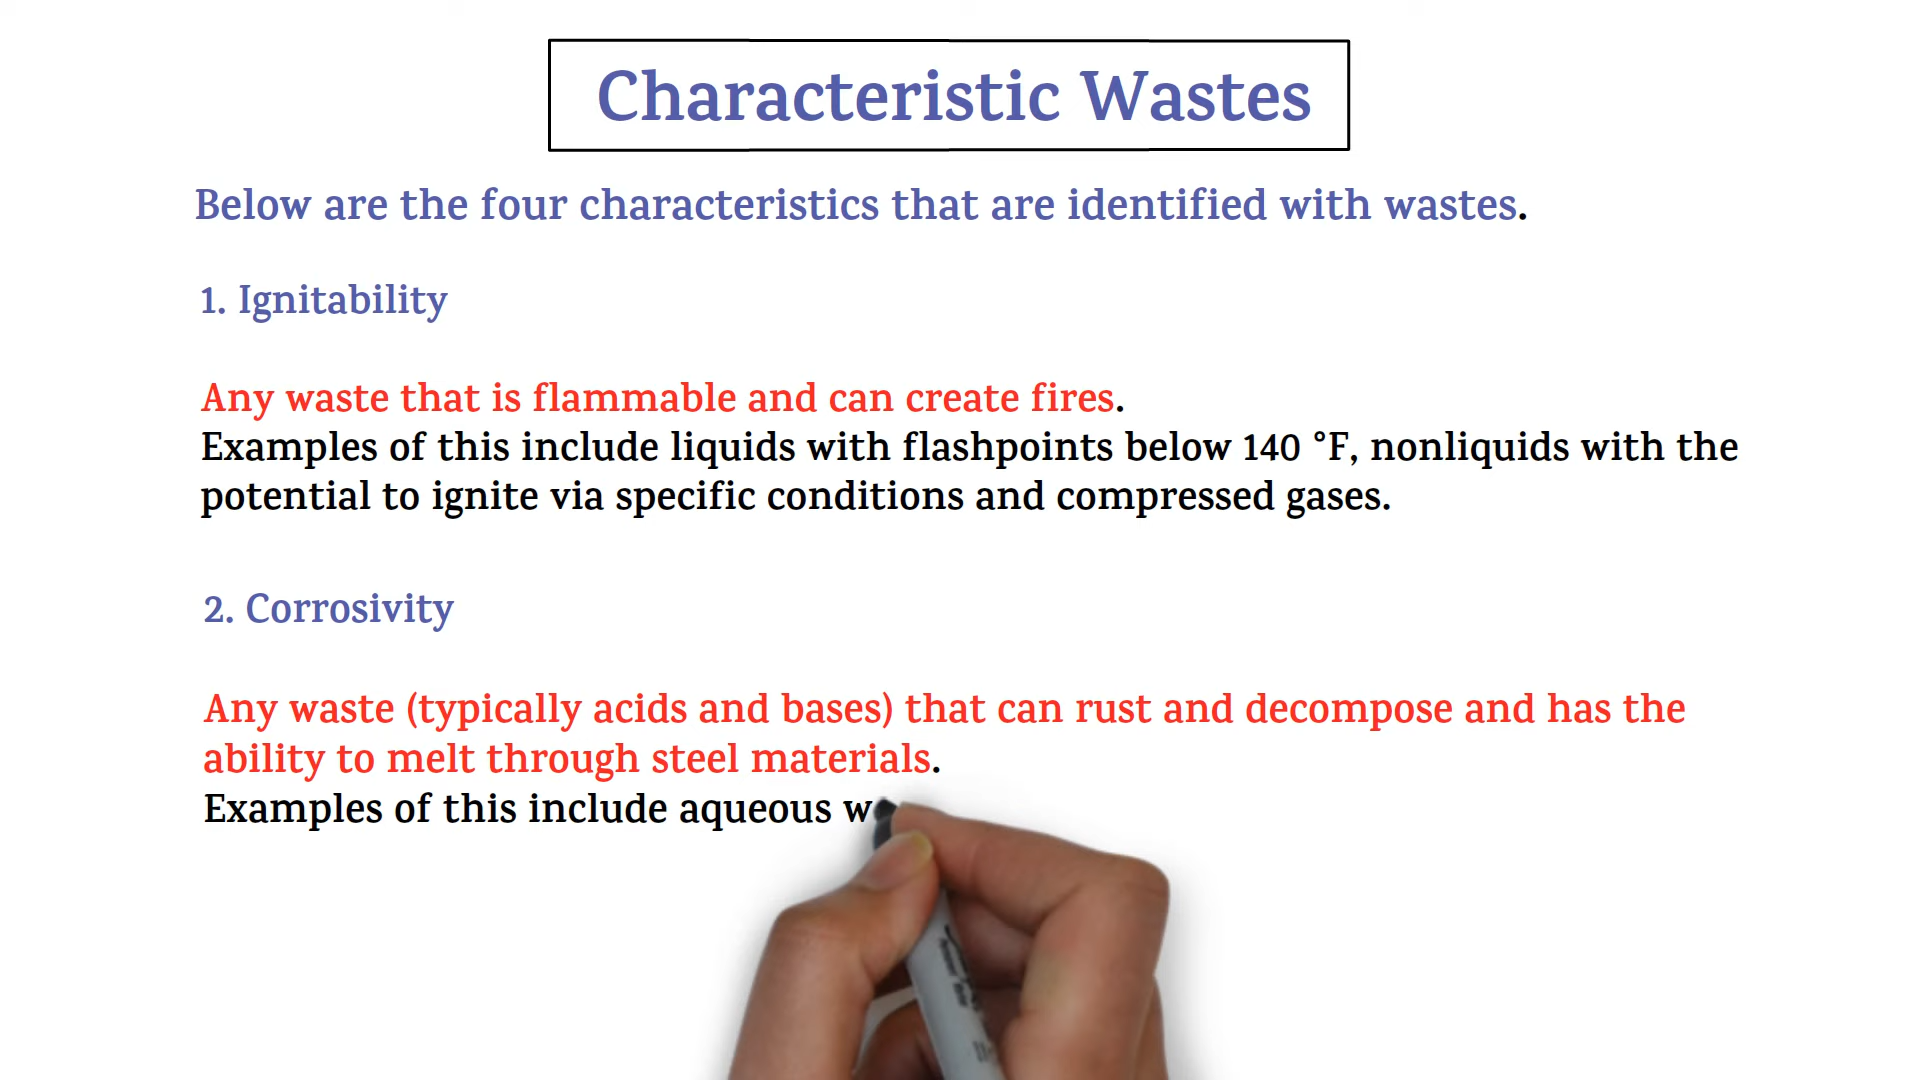 Characteristic Wastes
Below are the four characteristics that are identified with wastes.
1. Ignitability
Any waste that is flammable and can create fires.
Examples of this include liquids with flashpoints below 140 °F, nonliquids with the
potential to ignite via specific conditions and compressed gases.
2. Corrosivity
Any waste (typically acids and bases) that can rust and decompose and has the
ability to melt through steel materials.
Examples of this include aqueous w